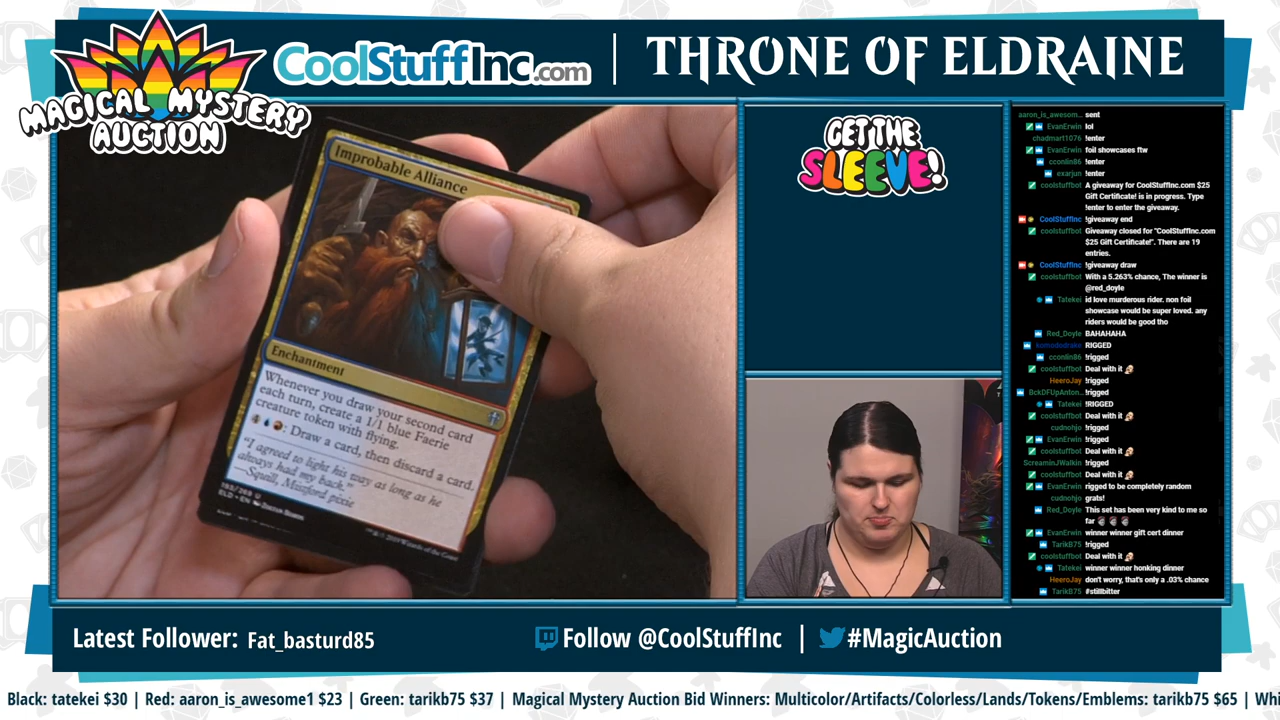 MAGICAL MYSTERY
AUCTION
COOLSTUFFINC.com
THRONE OF ELDRAINE
Improbable Alliance
Enchantment
Whenever you draw your second card
each turn, create a 1/1 blue Faerie
creature token with flying.
: Draw a card, then discard a card.
"I agreed to
always had my as long as he
—Squill,
193/269 U
ELD • EN
GET THE
SLEEVE!
aaron_is_awesom... sent
EvanErwin lol
chadmart1076 !enter
EvanErwin foil showcases ftw
cconlin86 !enter
exarjun !enter
coolstuffbot A giveaway for CoolStuffInc.com $25
Gift Certificate! is in progress. Type
!enter to enter the giveaway.
CoolStuffInc !giveaway end
coolstuffbot Giveaway closed for "CoolStuffInc.com
$25 Gift Certificate!". There are 19
entries.
CoolStuffInc !giveaway draw
coolstuffbot With a 5.263% chance, The winner is
@red_doyle
Tatekei id love murderous rider. non foil
showcase would be super loved. any
riders would be good tho
Red_Doyle BAHAHAHA
komododrake RIGGED
cconlin86 !rigged
coolstuffbot Deal with it
HeeroJay !rigged
BckDFUpAnton... !rigged
Tatekei !RIGGED
coolstuffbot Deal with it
cudnohjo !rigged
EvanErwin !rigged
coolstuffbot Deal with it
ScreaminJWalkin !rigged
coolstuffbot Deal with it
EvanErwin rigged to be completely random
cudnohjo grats!
Red_Doyle This set has been very kind to me so
far
EvanErwin winner winner gift cert dinner
TarikB75 !rigged
coolstuffbot Deal with it
Tatekei winner winner honking dinner
HeeroJay don't worry, that's only a .03% chance
TarikB75 #stillbitter
Latest Follower: Fat_basturd85
Follow @CoolStuffInc | #MagicAuction
Black: tatekei $30 | Red: aaron_is_awesome1 $23 | Green: tarikb75 $37 | Magical Mystery Auction Bid Winners: Multicolor/Artifacts/Colorless/Lands/Tokens/Emblems: tarikb75 $65 | Whi